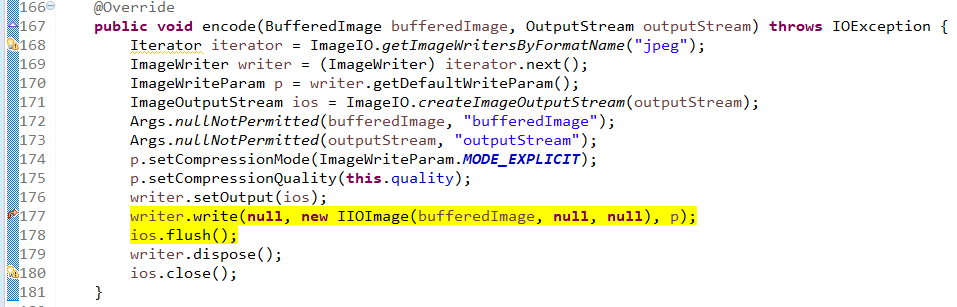 166 @Override
167 public void encode(BufferedImage bufferedImage, OutputStream outputStream) throws IOException {
168 Iterator iterator = ImageIO.getImageWritersByFormatName("jpeg");
169 ImageWriter writer = (ImageWriter) iterator.next();
170 ImageWriteParam p = writer.getDefaultWriteParam();
171 ImageOutputStream ios = ImageIO.createImageOutputStream(outputStream);
172 Args.nullNotPermitted(bufferedImage, "bufferedImage");
173 Args.nullNotPermitted(outputStream, "outputStream");
174 p.setCompressionMode(ImageWriteParam.MODE_EXPLICIT);
175 p.setCompressionQuality(this.quality);
176 writer.setOutput(ios);
177 writer.write(null, new IIOImage(bufferedImage, null, null), p);
178 ios.flush();
179 writer.dispose();
180 ios.close();
181 }